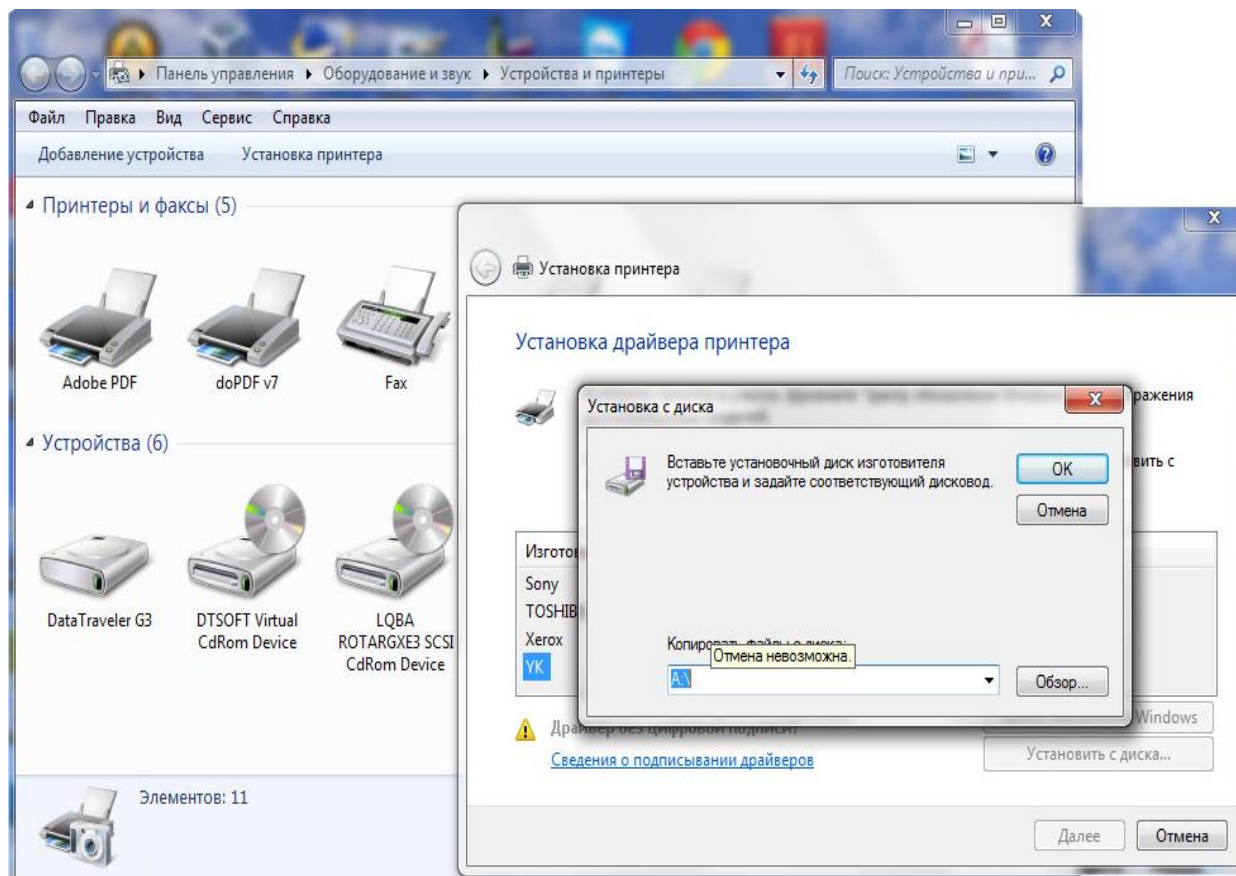 Панель управления ▸ Оборудование и звук ▸ Устройства и принтеры
Поиск: Устройства и при...
Файл Правка Вид Сервис Справка
Добавление устройства Установка принтера
Принтеры и факсы (5)
Adobe PDF
doPDF v7
Fax
Устройства (6)
DataTraveler G3
DTSOFT Virtual
CdRom Device
LQBA
ROTARGXE3 SCSI
CdRom Device
Элементов: 11
Установка принтера
Установка драйвера принтера
ражения
вить с
Изготов
Sony
TOSHIB
Xerox
YK
Установка с диска
Вставьте установочный диск изготовителя
устройства и задайте соответствующий дисковод.
OK
Отмена
Копировать файлы с диска:
Отмена невозможна.
A:\
Обзор...
Драйвер без цифровой подписи!
Сведения о подписывании драйверов
Windows
Установить с диска...
Далее
Отмена